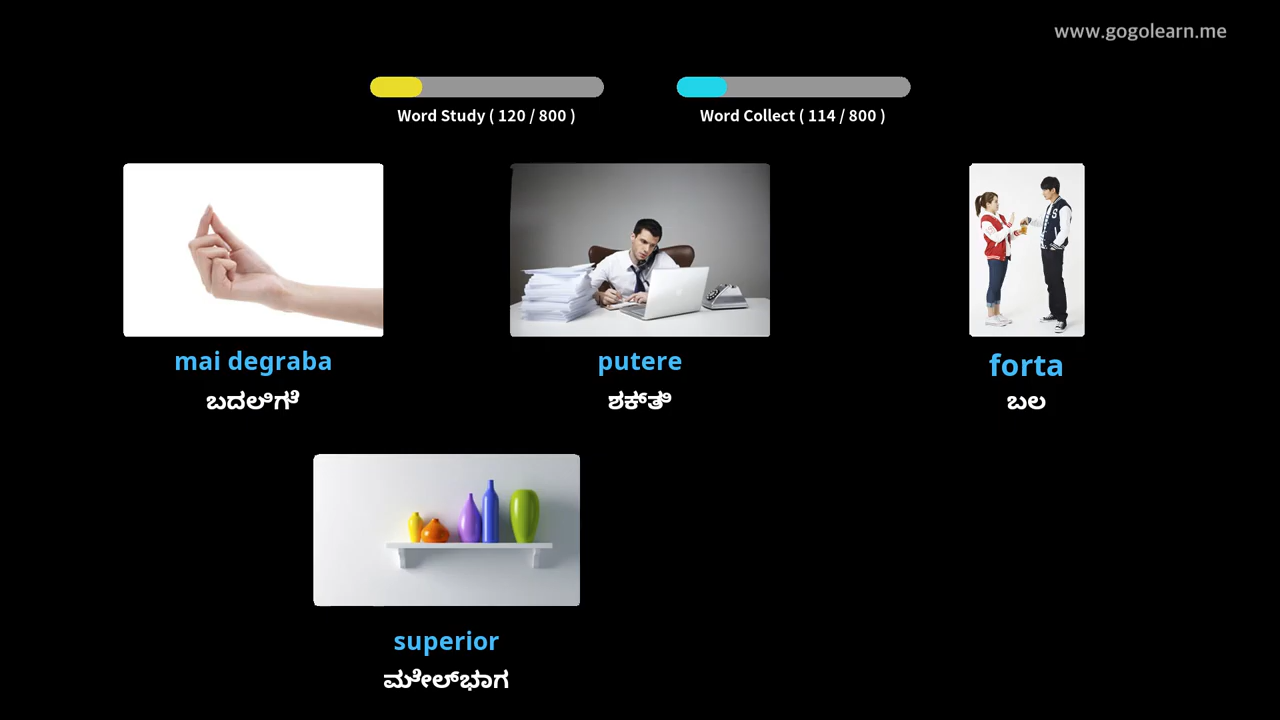 www.gogolearn.me
Word Study ( 120 / 800 )
Word Collect ( 114 / 800 )
mai degraba
ಬದಲಿಗೆ
putere
ಶಕ್ತಿ
forta
ಬಲ
superior
ಮೇಲ್ಭಾಗ